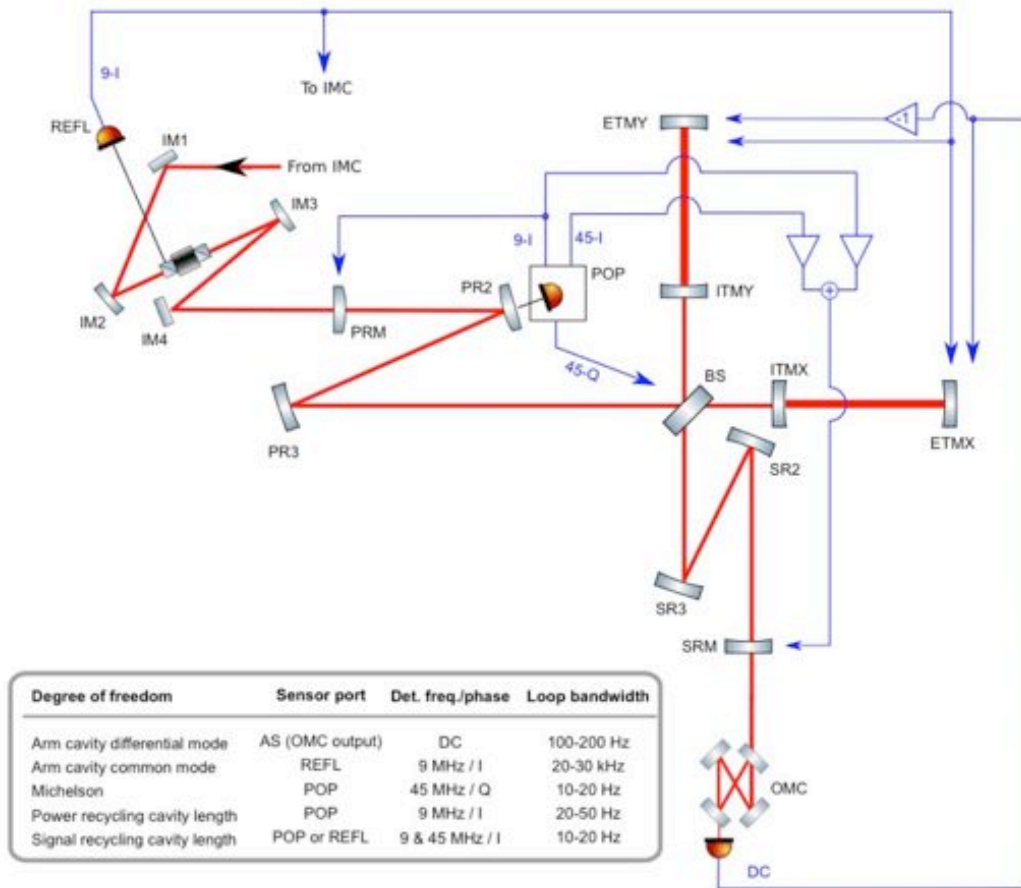 9-I
To IMC
REFL
IM1
From IMC
ETMY
-1
IM3
9-I
45-I
POP
PR2
ITMY
IM2
IM4
PRM
45-Q
BS
ITMX
PR3
SR2
ETMX
SR3
SRM
OMC
DC
Degree of freedom Sensor port Det. freq./phase Loop bandwidth
Arm cavity differential mode AS (OMC output) DC 100-200 Hz
Arm cavity common mode REFL 9 MHz / I 20-30 kHz
Michelson POP 45 MHz / Q 10-20 Hz
Power recycling cavity length POP 9 MHz / I 20-50 Hz
Signal recycling cavity length POP or REFL 9 & 45 MHz / I 10-20 Hz